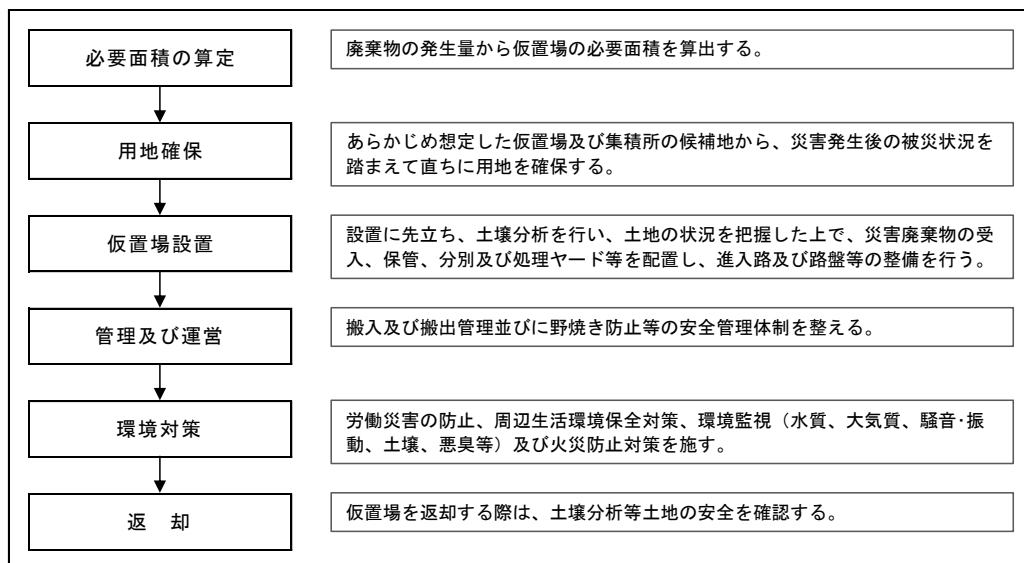 必要面積の算定
廃棄物の発生量から仮置場の必要面積を算出する。
用地確保
あらかじめ想定した仮置場及び集積所の候補地から、災害発生後の被災状況を
踏まえて直ちに用地を確保する。
仮置場設置
設置に先立ち、土壌分析を行い、土地の状況を把握した上で、災害廃棄物の受
入、保管、分別及び処理ヤード等を配置し、進入路及び路盤等の整備を行う。
管理及び運営
搬入及び搬出管理並びに野焼き防止等の安全管理体制を整える。
環境対策
労働災害の防止、周辺生活環境保全対策、環境監視（水質、大気質、騒音・振
動、土壌、悪臭等）及び火災防止対策を施す。
返　却
仮置場を返却する際は、土壌分析等土地の安全を確認する。